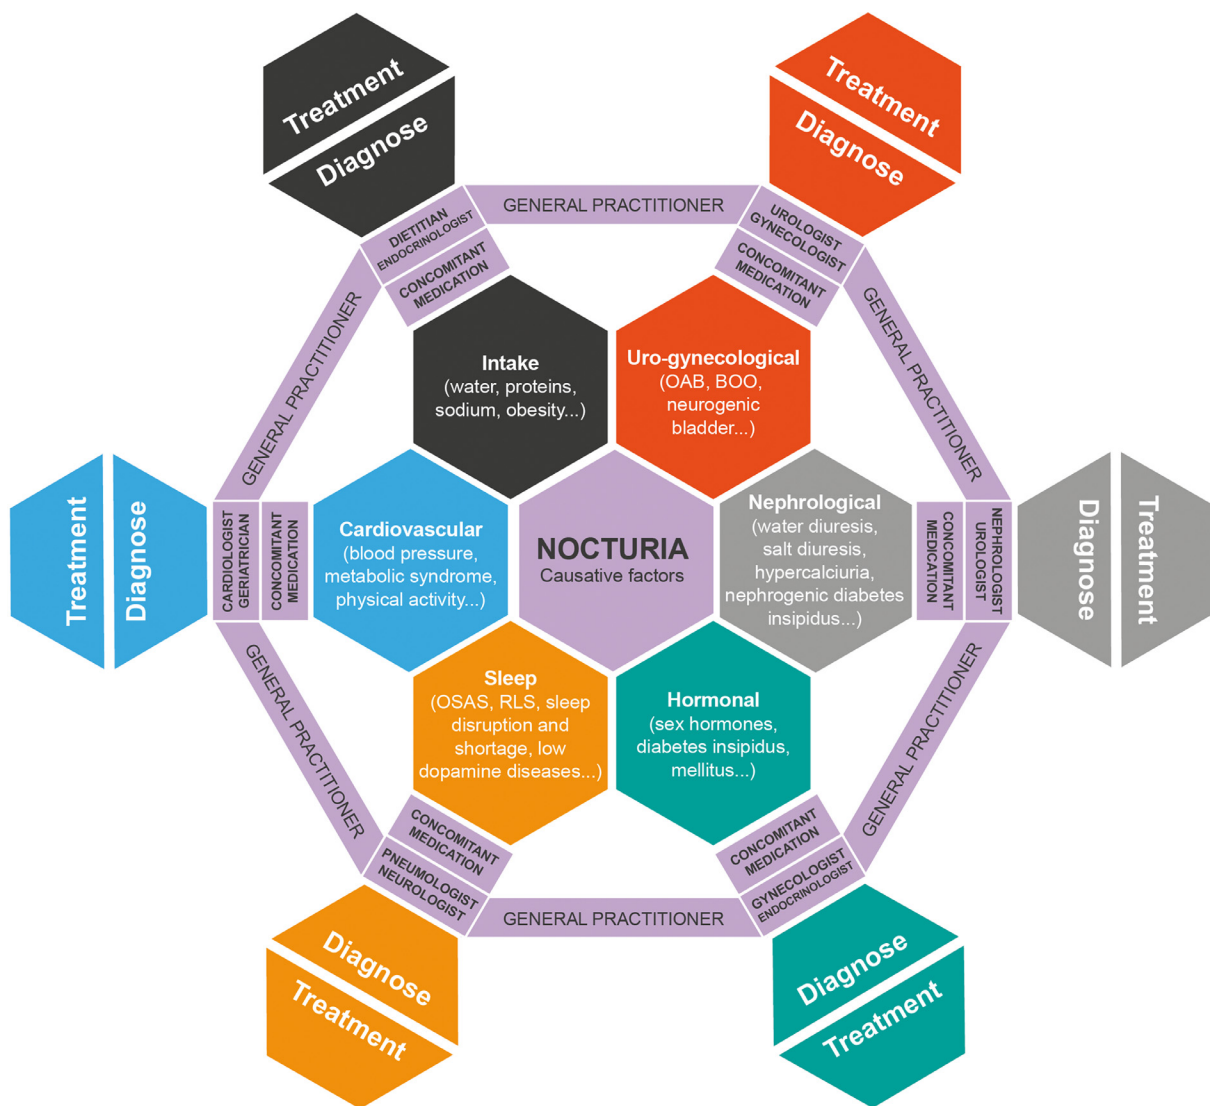 Treatment
Diagnose
Treatment
Diagnose
GENERAL PRACTITIONER
DIETITIAN
ENDOCRINOLOGIST
CONCOMITANT
MEDICATION
UROLOGIST
GYNECOLOGIST
CONCOMITANT
MEDICATION
GENERAL PRACTITIONER
GENERAL PRACTITIONER
Intake
(water, proteins,
sodium, obesity...)
Uro-gynecological
(OAB, BOO,
neurogenic
bladder...)
Treatment
Diagnose
CARDIOLOGIST
GERIATRICIAN
CONCOMITANT
MEDICATION
Cardiovascular
(blood pressure,
metabolic syndrome,
physical activity...)
NOCTURIA
Causative factors
Nephrological
(water diuresis,
salt diuresis,
hypercalciuria,
nephrogenic diabetes
insipidus...)
CONCOMITANT
MEDICATION
NEPHROLOGIST
UROLOGIST
Diagnose
Treatment
Sleep
(OSAS, RLS, sleep
disruption and
shortage, low
dopamine diseases...)
Hormonal
(sex hormones,
diabetes insipidus,
mellitus...)
GENERAL PRACTITIONER
GENERAL PRACTITIONER
CONCOMITANT
MEDICATION
PNEUMOLOGIST
NEUROLOGIST
CONCOMITANT
MEDICATION
GYNECOLOGIST
ENDOCRINOLOGIST
GENERAL PRACTITIONER
Diagnose
Treatment
Diagnose
Treatment